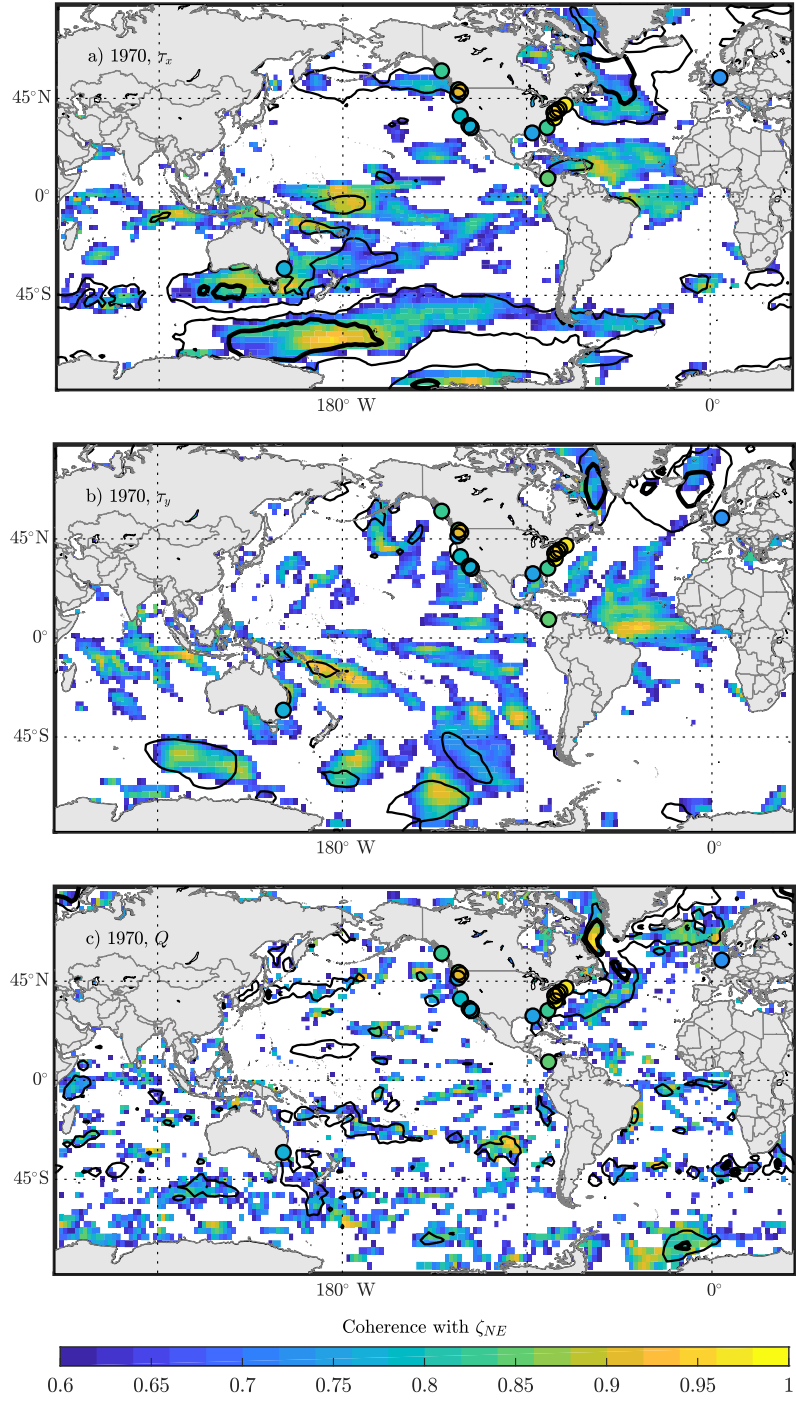 a) 1970, τx
45°N
0°
45°S
180° W
0°
b) 1970, τy
45°N
0°
45°S
180° W
0°
c) 1970, Q
45°N
0°
45°S
180° W
0°
Coherence with ζNE
0.6 0.65 0.7 0.75 0.8 0.85 0.9 0.95 1